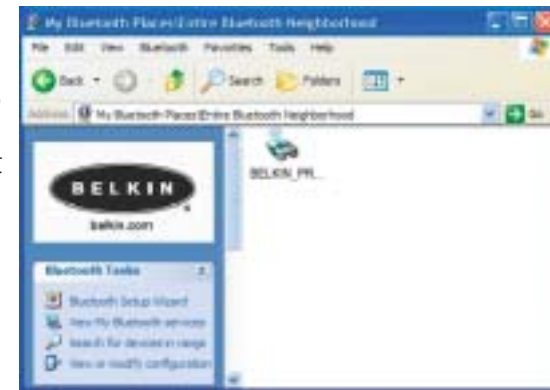 My Bluetooth Places\Entire Bluetooth Neighborhood
File Edit View Bluetooth Favorites Tools Help
Back Search Folders
Address My Bluetooth Places\Entire Bluetooth Neighborhood Go
BELKIN
belkin.com
BELKIN_PR...
Bluetooth Tasks
Bluetooth Setup Wizard
View My Bluetooth services
Search for devices in range
View or modify configuration
t